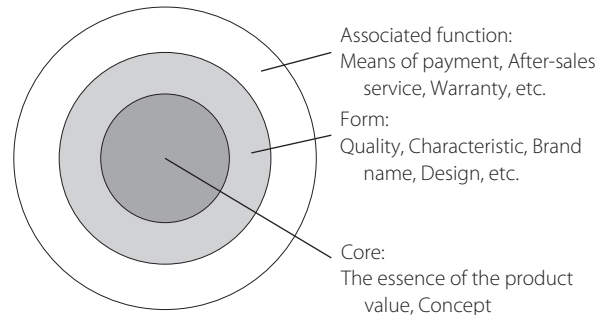 Associated function:
Means of payment, After-sales
service, Warranty, etc.
Form:
Quality, Characteristic, Brand
name, Design, etc.
Core:
The essence of the product
value, Concept